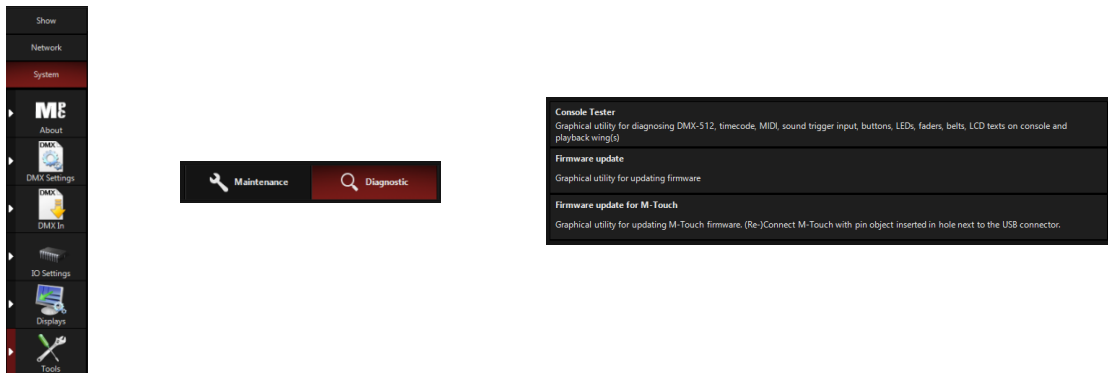 Show
Network
System
About
DMX
DMX Settings
DMX
DMX In
IO Settings
Displays
Tools
Maintenance
Diagnostic
Console Tester
Graphical utility for diagnosing DMX-512, timecode, MIDI, sound trigger input, buttons, LEDs, faders, belts, LCD texts on console and
playback wing(s)
Firmware update
Graphical utility for updating firmware
Firmware update for M-Touch
Graphical utility for updating M-Touch firmware. (Re-)Connect M-Touch with pin object inserted in hole next to the USB connector.